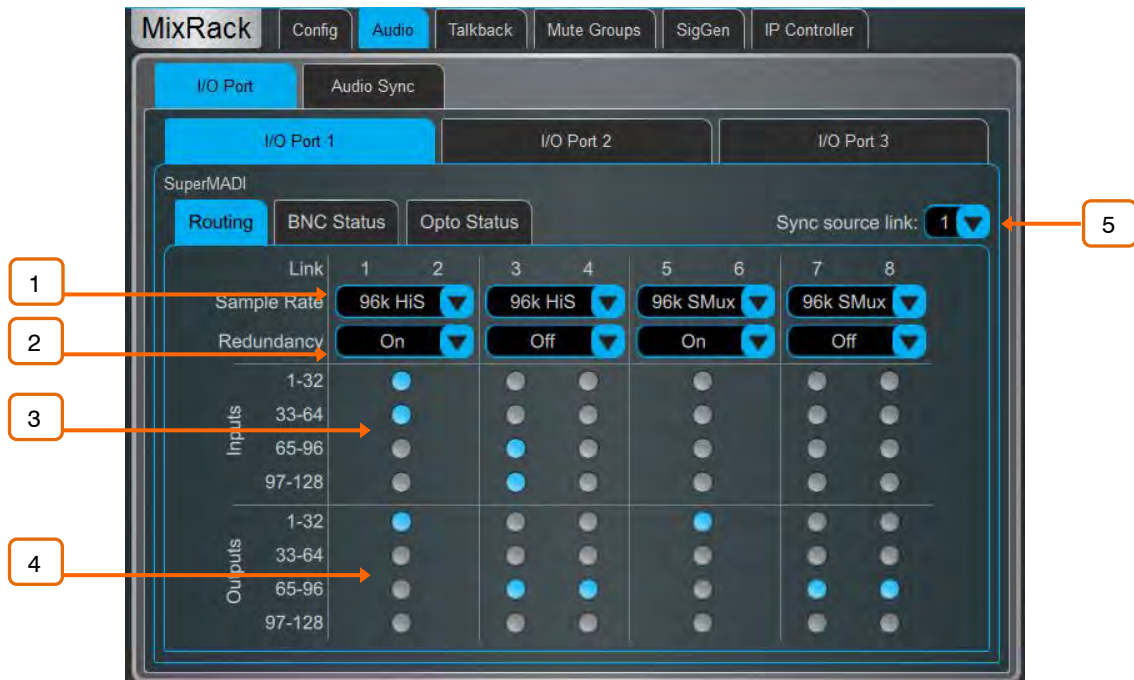 MixRack Config Audio Talkback Mute Groups SigGen IP Controller
I/O Port Audio Sync
I/O Port 1 I/O Port 2 I/O Port 3
SuperMADI
Routing BNC Status Opto Status Sync source link: 1
5
Link 1 2 3 4 5 6 7 8
1
Sample Rate 96k HiS 96k HiS 96k SMux 96k SMux
2
Redundancy On Off On Off
Inputs
1-32
33-64
3
65-96
97-128
Outputs
1-32
33-64
4
65-96
97-128